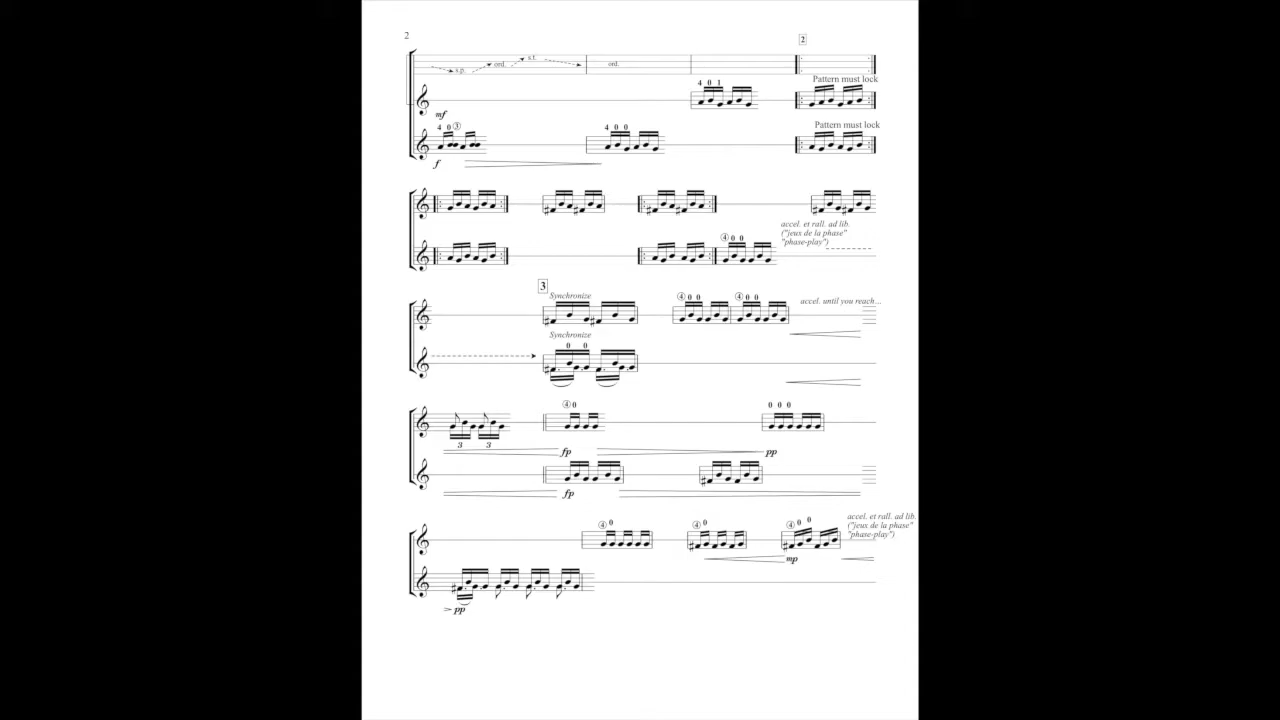 2
2
s.p. ord. s.t. ord.
Pattern must lock
4 0 1
mf
Pattern must lock
4 0 3
4 0 0
f
accel. et rall. ad lib.
("jeux de la phase"
"phase-play")
4 0 0
3
Synchronize
4 0 0 4 0 0
accel. until you reach...
Synchronize
0 0
4 0
0 0 0
3 3
fp pp
fp
accel. et rall. ad lib.
("jeux de la phase"
"phase-play")
4 0
4 0
4 0 0
mp
pp